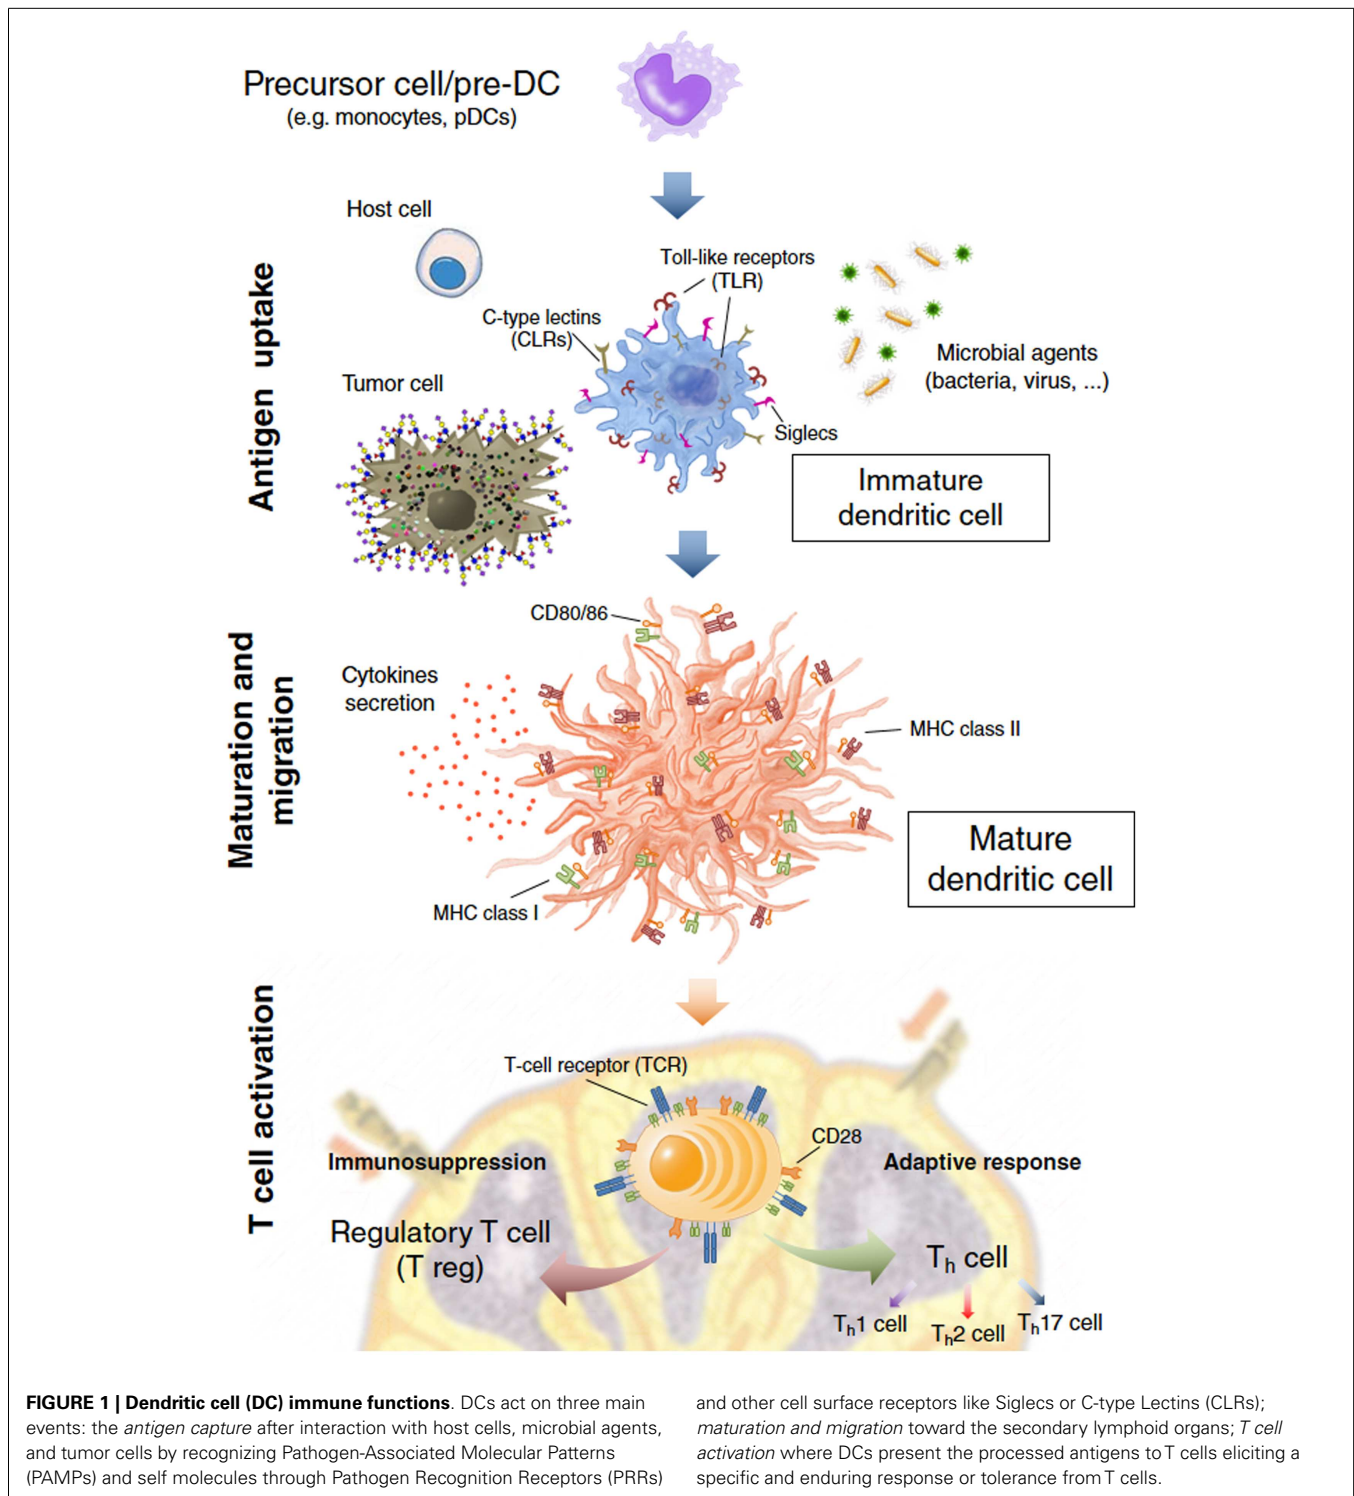 Precursor cell/pre-DC
(e.g. monocytes, pDCs)
Host cell
Toll-like receptors
(TLR)
C-type lectins
(CLRs)
Microbial agents
(bacteria, virus, ...)
Tumor cell
Siglecs
Antigen uptake
Immature
dendritic cell
CD80/86
Cytokines
secretion
MHC class II
Maturation and
migration
Mature
dendritic cell
MHC class I
T cell activation
T-cell receptor (TCR)
CD28
Immunosuppression
Adaptive response
Regulatory T cell
(T reg)
Th cell
Th1 cell
Th2 cell
Th17 cell
FIGURE 1 | Dendritic cell (DC) immune functions. DCs act on three main
events: the antigen capture after interaction with host cells, microbial agents,
and tumor cells by recognizing Pathogen-Associated Molecular Patterns
(PAMPs) and self molecules through Pathogen Recognition Receptors (PRRs)
and other cell surface receptors like Siglecs or C-type Lectins (CLRs);
maturation and migration toward the secondary lymphoid organs; T cell
activation where DCs present the processed antigens to T cells eliciting a
specific and enduring response or tolerance from T cells.